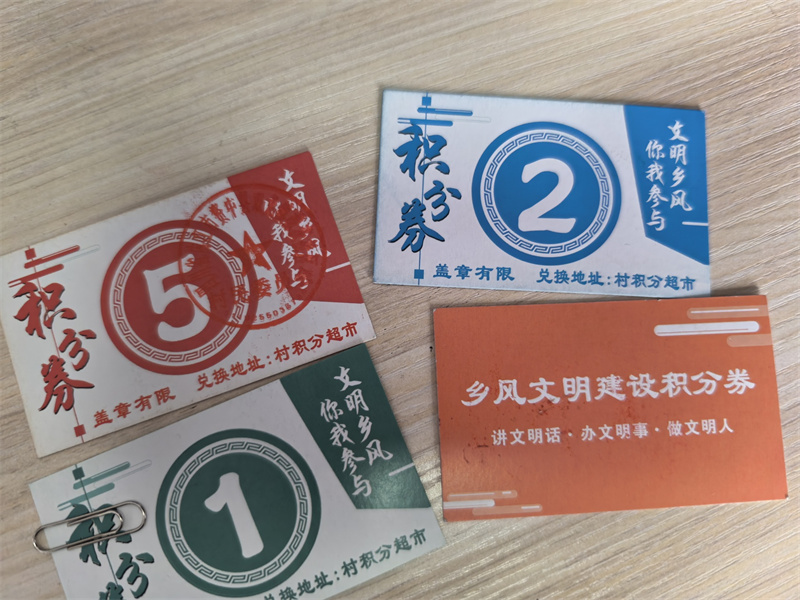 积分券
2
文明乡风
你我参与
盖章有限 兑换地址:村积分超市
积分券
5
文明乡风
你我参与
盖章有限 兑换地址:村积分超市
乡风文明建设积分券
讲文明话·办文明事·做文明人
积分
1
文明乡风
你我参与
兑换地址:村积分超市